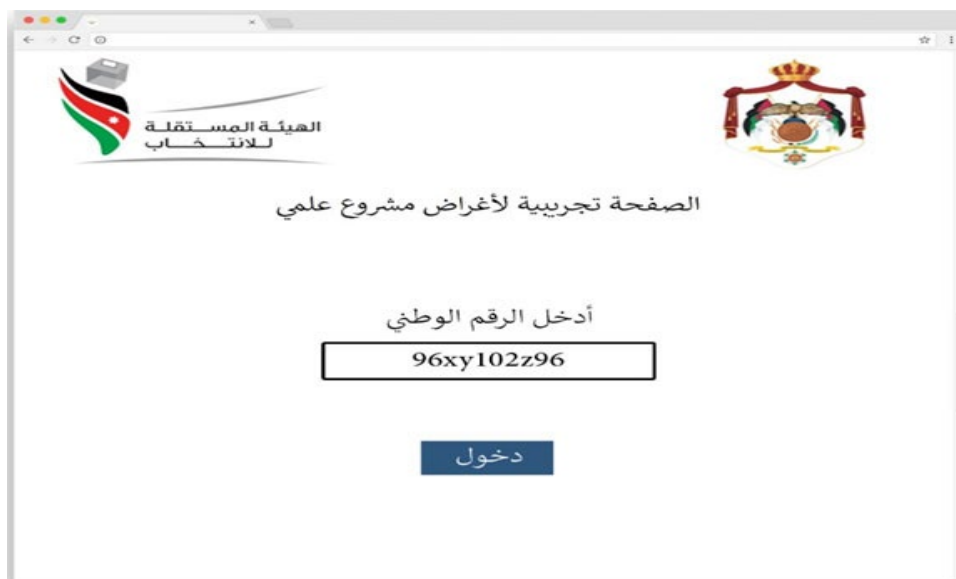 الهيئة المستقلة
للانتخاب
الصفحة تجريبية لأغراض مشروع علمي
أدخل الرقم الوطني
96xy102z96
دخول